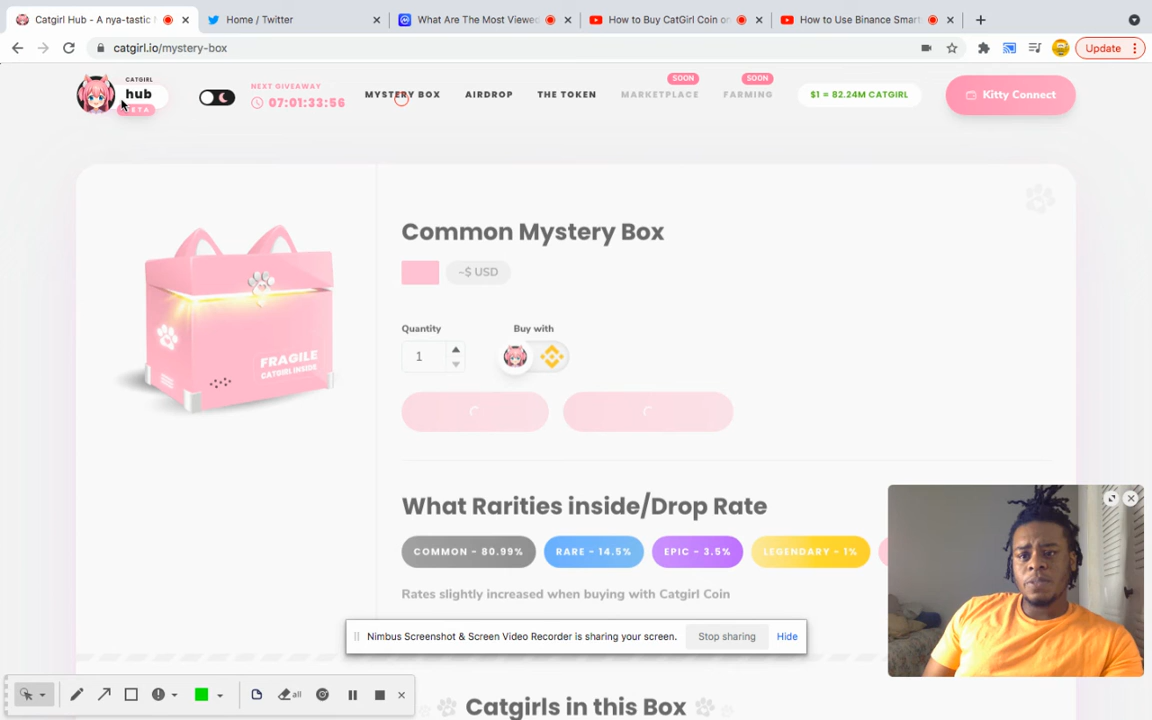 Catgirl Hub - A nya-tastic
Home / Twitter
What Are The Most Viewed
How to Buy CatGirl Coin on
How to Use Binance Smart
catgirl.io/mystery-box
Update
CATGIRL
hub
BETA
NEXT GIVEAWAY
07:01:33:56
MYSTERY BOX
AIRDROP
THE TOKEN
SOON
MARKETPLACE
SOON
FARMING
$1 = 82.24M CATGIRL
Kitty Connect
FRAGILE
CATGIRL INSIDE
Common Mystery Box
~$ USD
Quantity
Buy with
1
What Rarities inside/Drop Rate
COMMON - 80.99%
RARE - 14.5%
EPIC - 3.5%
LEGENDARY - 1%
Rates slightly increased when buying with Catgirl Coin
Nimbus Screenshot & Screen Video Recorder is sharing your screen.
Stop sharing
Hide
all
Catgirls in this Box